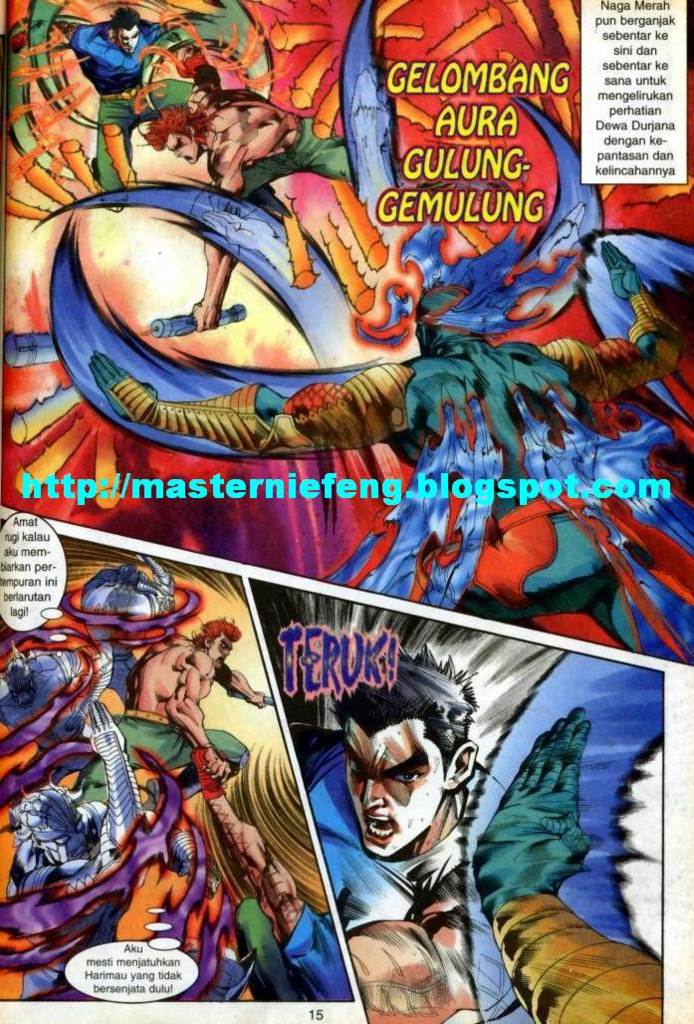 Naga Merah
pun berganjak
sebentar ke
sini dan
sebentar ke
sana untuk
mengelirukan
perhatian
Dewa Durjana
dengan ke-
pantasan dan
kelincahannya
GELOMBANG
AURA
GULUNG-
GEMULUNG
http://masterniefeng.blogspot.com
Amat
rugi kalau
aku mem-
biarkan per-
tempuran ini
berlarutan
lagi!
TERUK!
Aku
mesti menjatuhkan
Harimau yang tidak
bersenjata dulu!
15